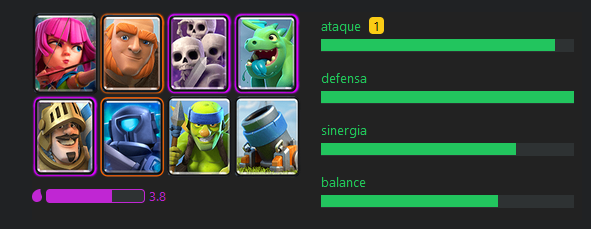 ataque 1
defensa
sinergia
balance
3.8